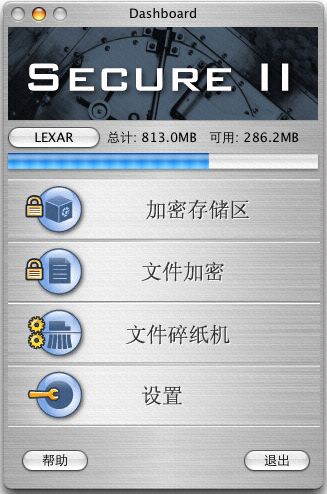 Dashboard
SECURE II
LEXAR 总计: 813.0MB 可用: 286.2MB
加密存储区
文件加密
文件碎纸机
设置
帮助 退出